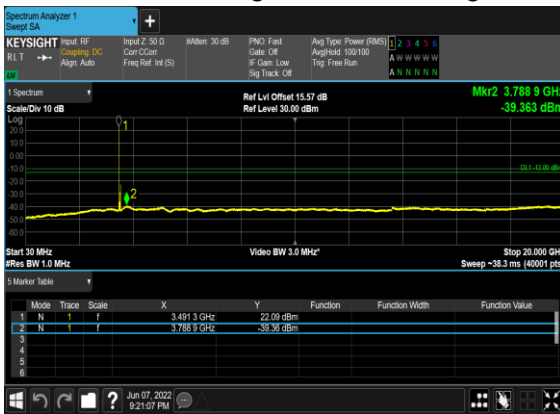 Spectrum Analyzer 1
Swept SA
+
KEYSIGHT Input: RF Input Z: 50 Ω #Atten: 30 dB PNO: Fast Avg Type: Power (RMS) 1 2 3 4 5 6
RLT Coupling: DC Corr CCorr Gate: Off Avg|Hold: 100/100 A W W W W W
Align: Auto Freq Ref: Int (S) IF Gain: Low Trig: Free Run
Sig Track: Off A N N N N N
1 Spectrum Ref Lvl Offset 15.57 dB Mkr2 3.788 9 GHz
Scale/Div 10 dB Ref Level 30.00 dBm -39.363 dBm
Log
20.0
10.0
0.00
-10.0
-20.0
-30.0
-40.0
-50.0
-60.0
1
2
DL1 -13.00 dBm
Start 30 MHz Video BW 3.0 MHz* Stop 20.000 GHz
#Res BW 1.0 MHz Sweep ~38.3 ms (40001 pts)
5 Marker Table
Mode Trace Scale X Y Function Function Width Function Value
1 N 1 f 3.491 3 GHz 22.09 dBm
2 N 1 f 3.788 9 GHz -39.36 dBm
3
4
5
6
? Jun 07, 2022
9:21:07 PM